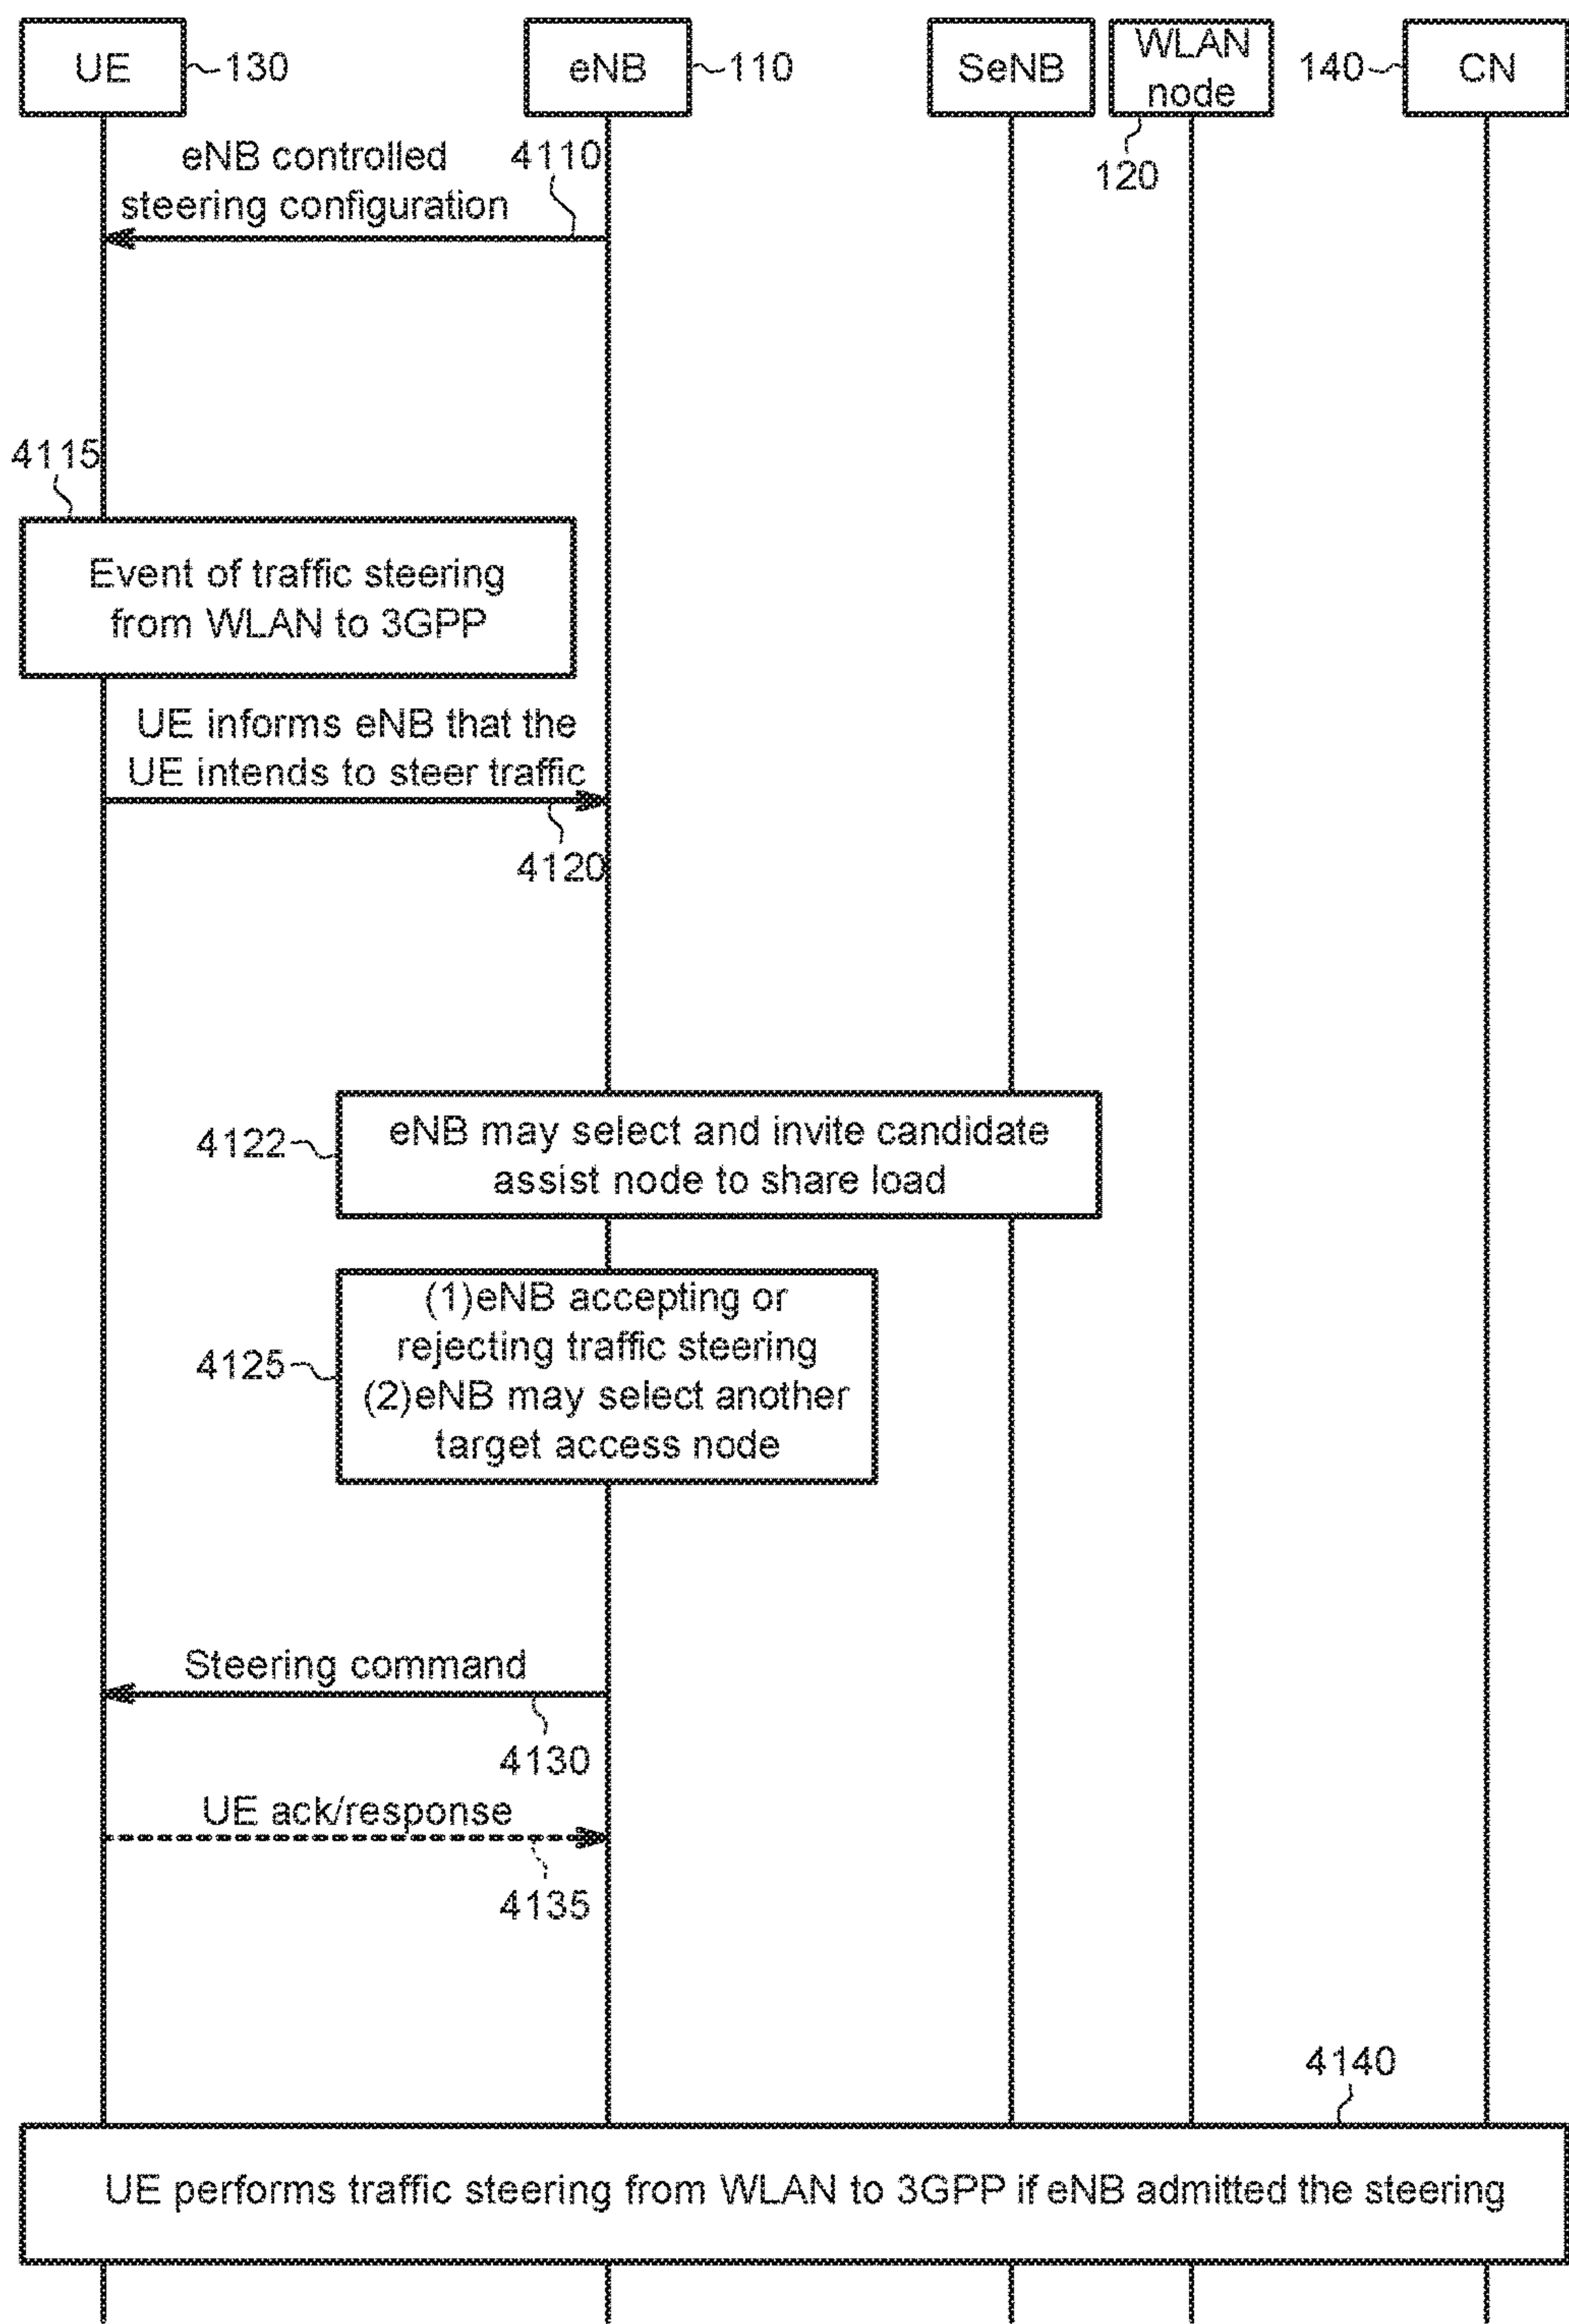 UE
130
eNB
110
SeNB
WLAN
node
120
140
CN
eNB controlled
steering configuration
4110
4115
Event of traffic steering
from WLAN to 3GPP
UE informs eNB that the
UE intends to steer traffic
4120
4122
eNB may select and invite candidate
assist node to share load
4125
(1)eNB accepting or
rejecting traffic steering
(2)eNB may select another
target access node
Steering command
4130
UE ack/response
4135
4140
UE performs traffic steering from WLAN to 3GPP if eNB admitted the steering